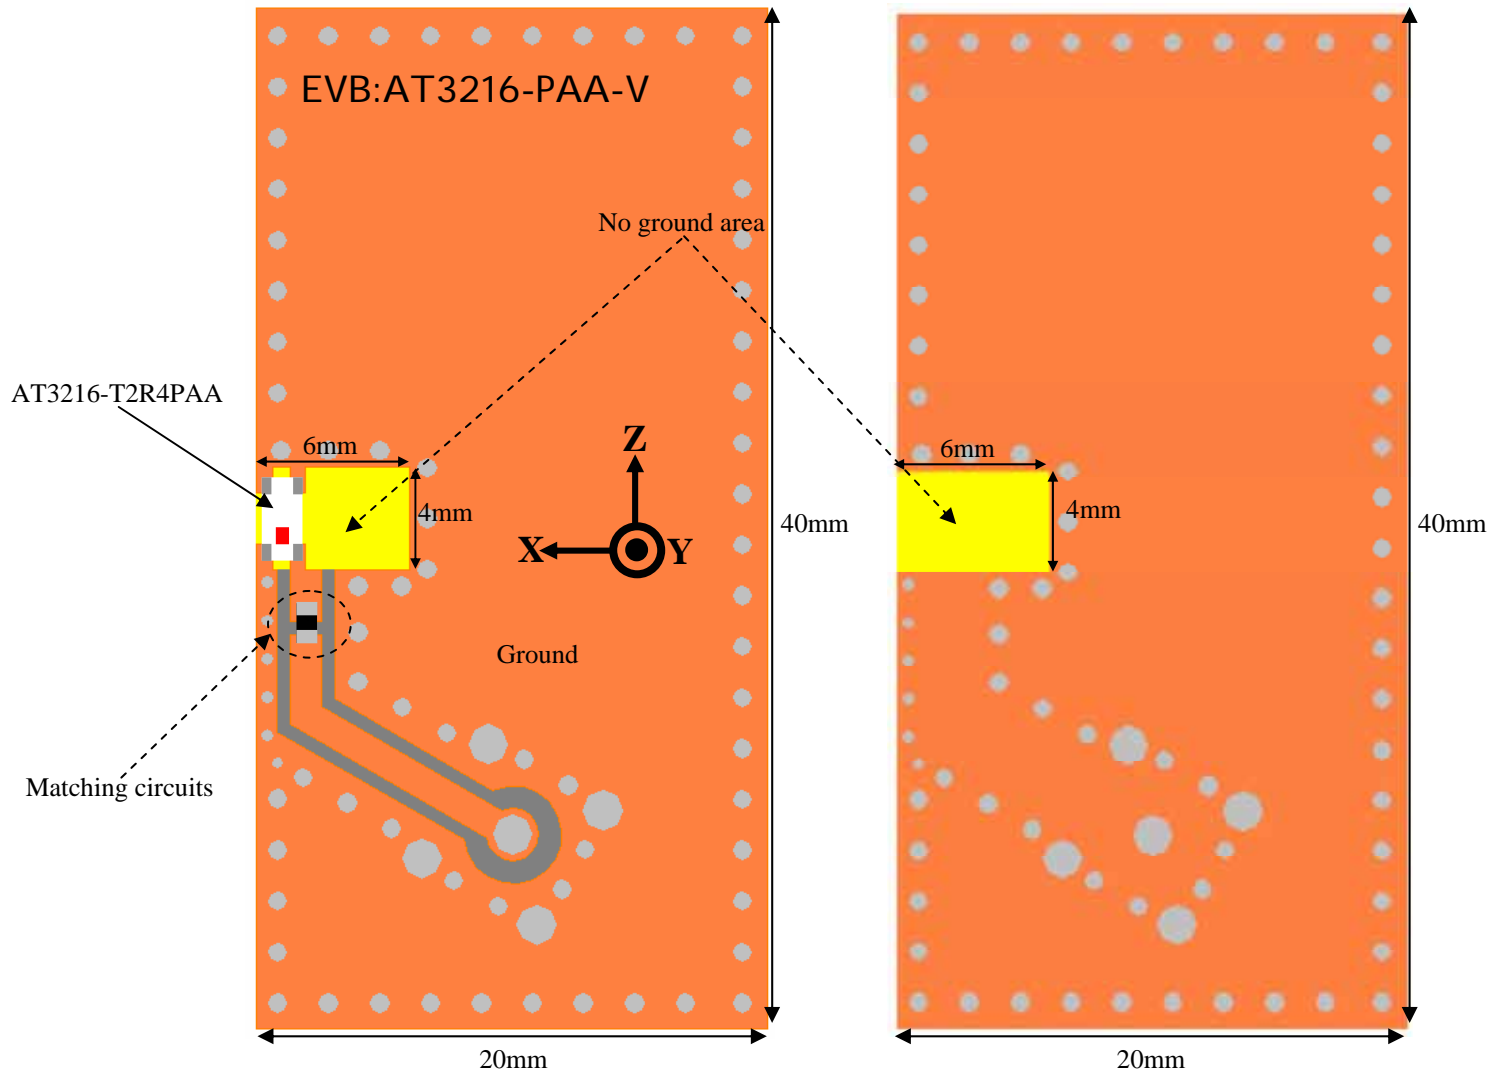 EVB:AT3216-PAA-V
No ground area
AT3216-T2R4PAA
6mm
4mm
Z
X
Y
40mm
6mm
4mm
40mm
Ground
Matching circuits
20mm
20mm